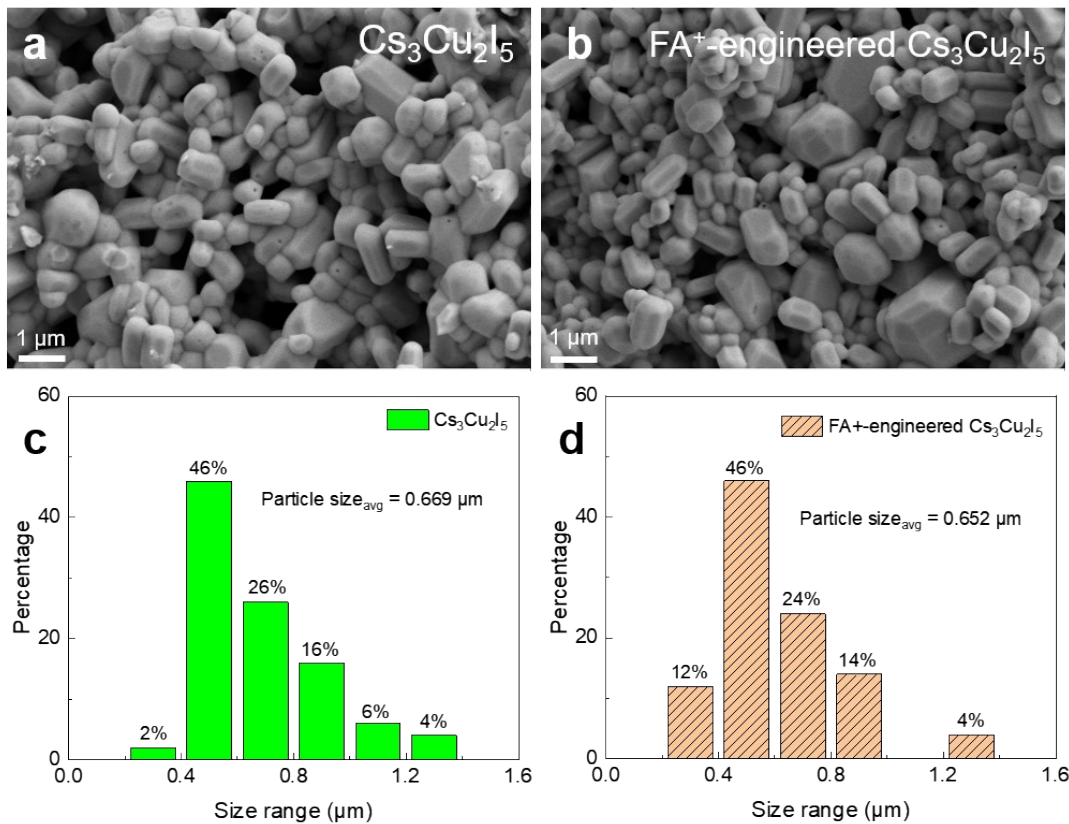 a Cs₃Cu₂I₅
1 μm
b FA⁺-engineered Cs₃Cu₂I₅
1 μm
c
Cs₃Cu₂I₅
Particle size_avg = 0.669 μm
2%
46%
26%
16%
6%
4%
Percentage
60
40
20
0
0.0 0.4 0.8 1.2 1.6
Size range (μm)
d
FA+-engineered Cs₃Cu₂I₅
Particle size_avg = 0.652 μm
12%
46%
24%
14%
4%
Percentage
60
40
20
0
0.0 0.4 0.8 1.2 1.6
Size range (μm)